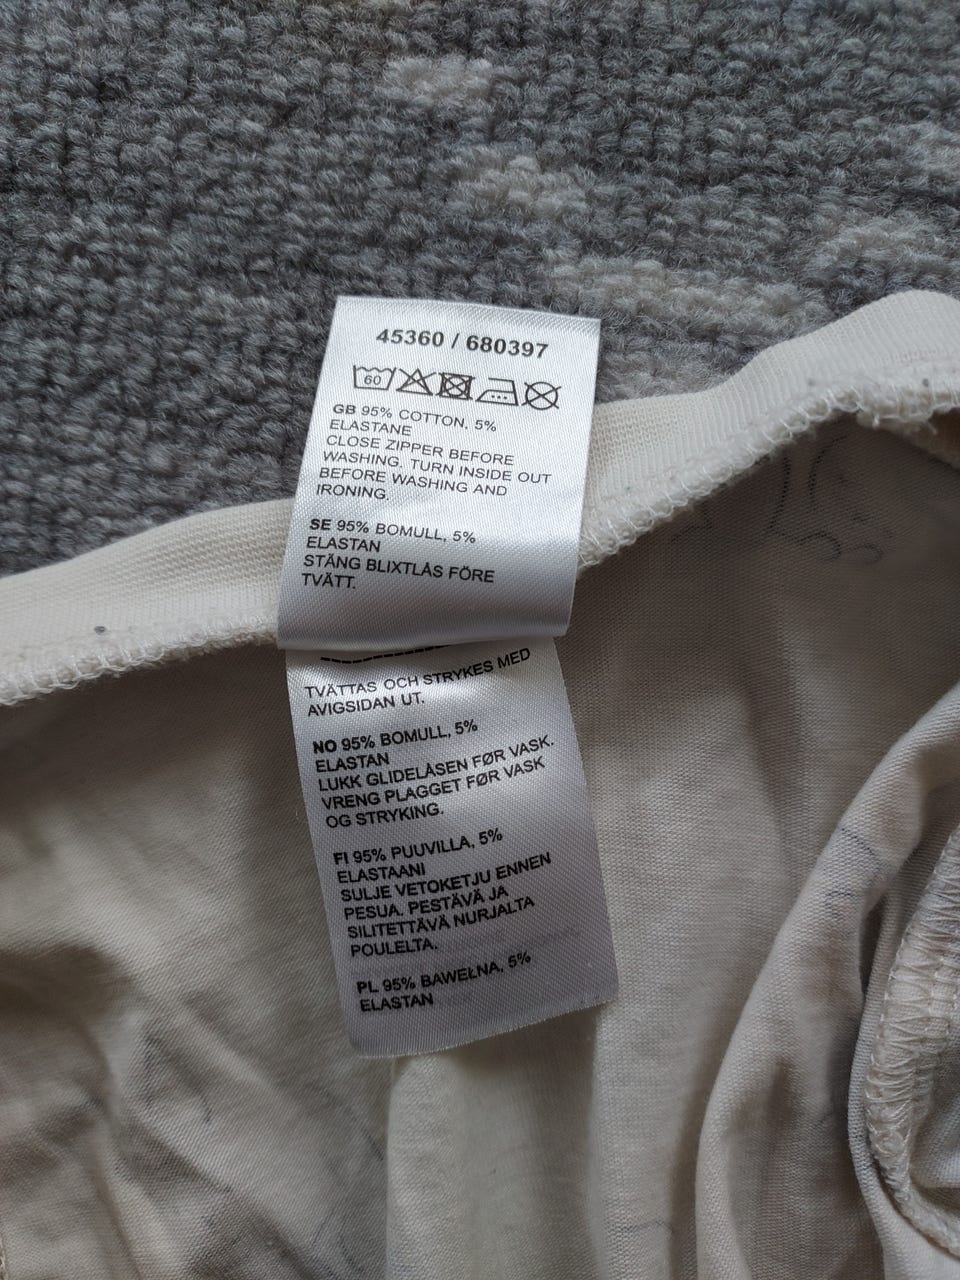 45360 / 680397
60
GB 95% COTTON, 5%
ELASTANE
CLOSE ZIPPER BEFORE
WASHING. TURN INSIDE OUT
BEFORE WASHING AND
IRONING.
SE 95% BOMULL, 5%
ELASTAN
STÄNG BLIXTLÅS FÖRE
TVÄTT.
TVÄTTAS OCH STRYKES MED
AVIGSIDAN UT.
NO 95% BOMULL, 5%
ELASTAN
LUKK GLIDELÅSEN FØR VASK.
VRENG PLAGGET FØR VASK
OG STRYKING.
FI 95% PUUVILLA, 5%
ELASTAANI
SULJE VETOKETJU ENNEN
PESUA. PESTÄVÄ JA
SILITETTÄVÄ NURJALTA
POULELTA.
PL 95% BAWEŁNA, 5%
ELASTAN